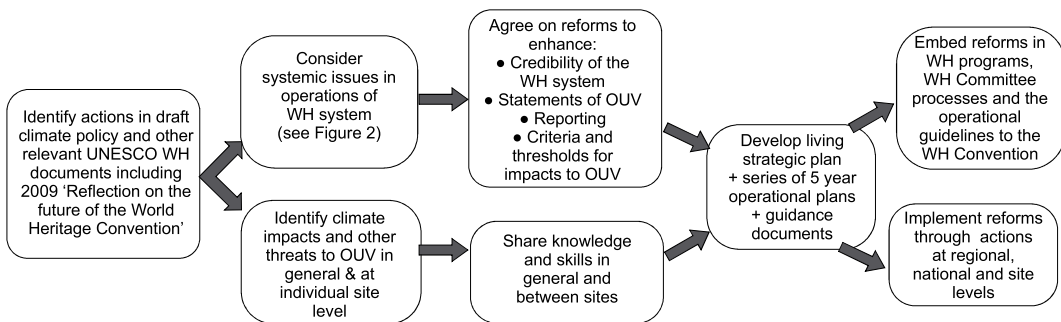 Identify actions in draft
climate policy and other
relevant UNESCO WH
documents including
2009 ‘Reflection on the
future of the World
Heritage Convention’
Consider
systemic issues in
operations of
WH system
(see Figure 2)
Identify climate
impacts and other
threats to OUV in
general & at
individual site
level
Agree on reforms to
enhance:
● Credibility of the
WH system
● Statements of OUV
● Reporting
● Criteria and
thresholds for
impacts to OUV
Share knowledge
and skills in
general and
between sites
Develop living
strategic plan
+ series of 5 year
operational plans
+ guidance
documents
Embed reforms in
WH programs,
WH Committee
processes and the
operational
guidelines to the
WH Convention
Implement reforms
through actions
at regional,
national and site
levels